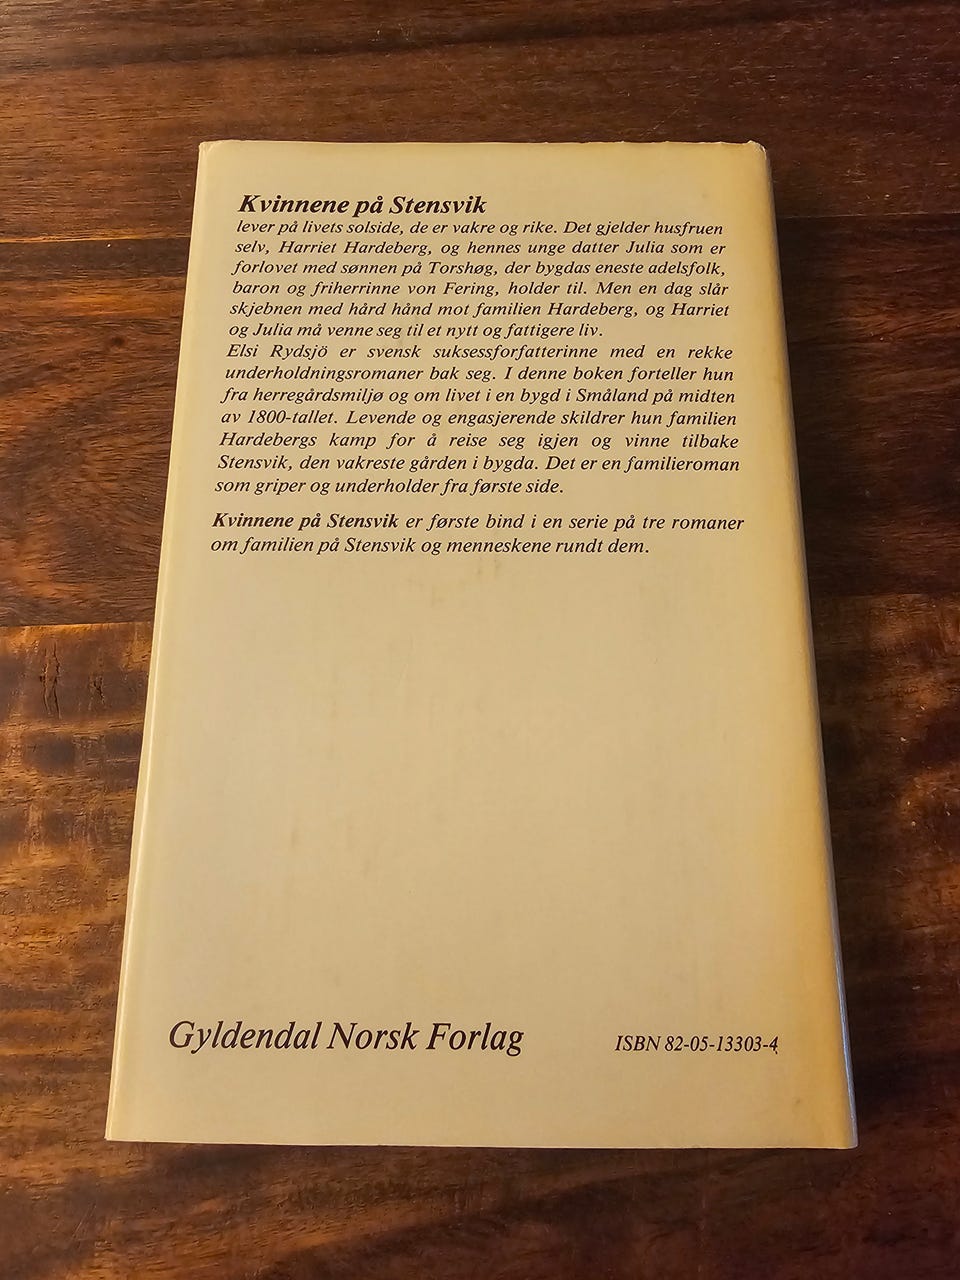 Kvinnene på Stensvik
lever på livets solside, de er vakre og rike. Det gjelder husfruen
selv, Harriet Hardeberg, og hennes unge datter Julia som er
forlovet med sønnen på Torshøg, der bygdas eneste adelsfolk,
baron og friherrinne von Fering, holder til. Men en dag slår
skjebnen med hård hånd mot familien Hardeberg, og Harriet
og Julia må venne seg til et nytt og fattigere liv.
Elsi Rydsjö er svensk suksessforfatterinne med en rekke
underholdningsromaner bak seg. I denne boken forteller hun
fra herregårdsmiljø og om livet i en bygd i Småland på midten
av 1800-tallet. Levende og engasjerende skildrer hun familien
Hardebergs kamp for å reise seg igjen og vinne tilbake
Stensvik, den vakreste gården i bygda. Det er en familieroman
som griper og underholder fra første side.
Kvinnene på Stensvik er første bind i en serie på tre romaner
om familien på Stensvik og menneskene rundt dem.
Gyldendal Norsk Forlag
ISBN 82-05-13303-4